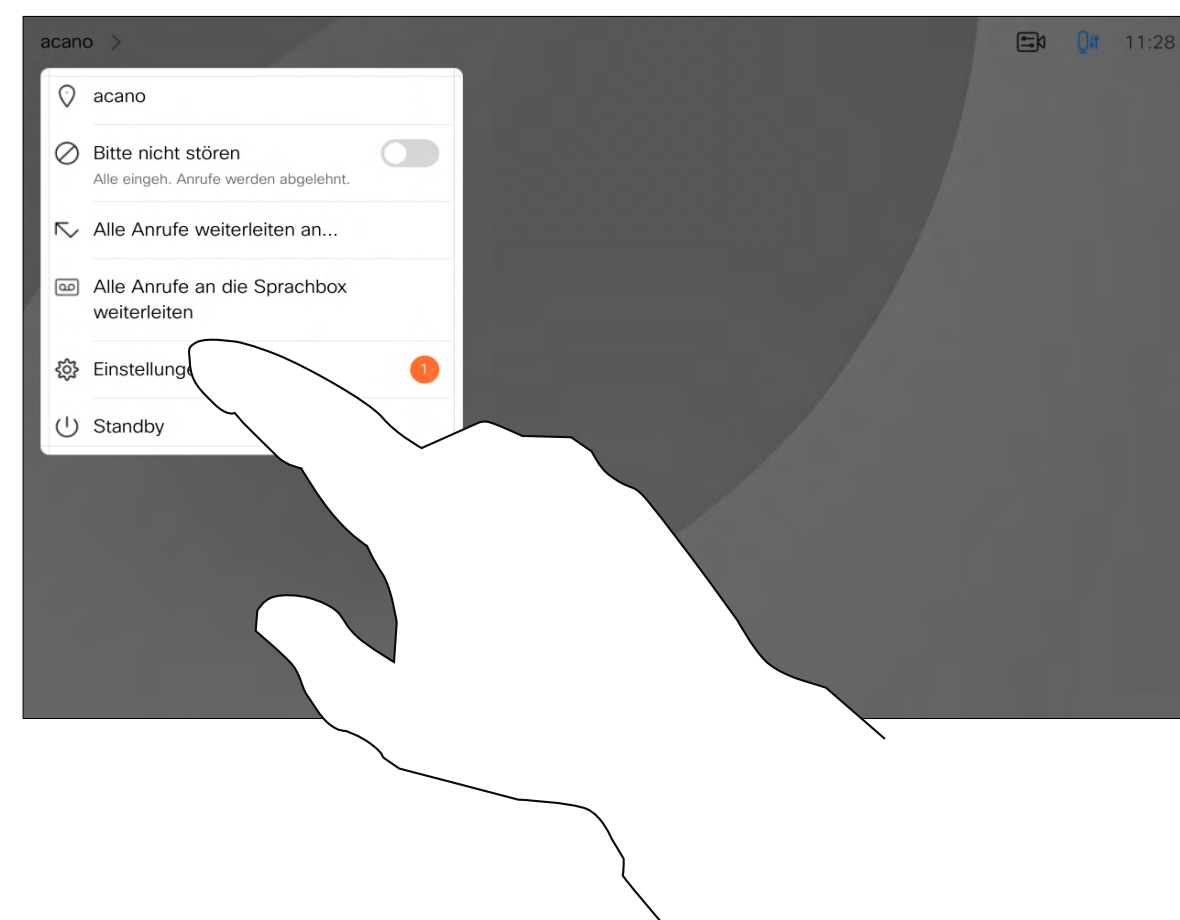 acano
11:28
acano
Bitte nicht stören
Alle eingeh. Anrufe werden abgelehnt.
Alle Anrufe weiterleiten an...
Alle Anrufe an die Sprachbox
weiterleiten
1
Standby